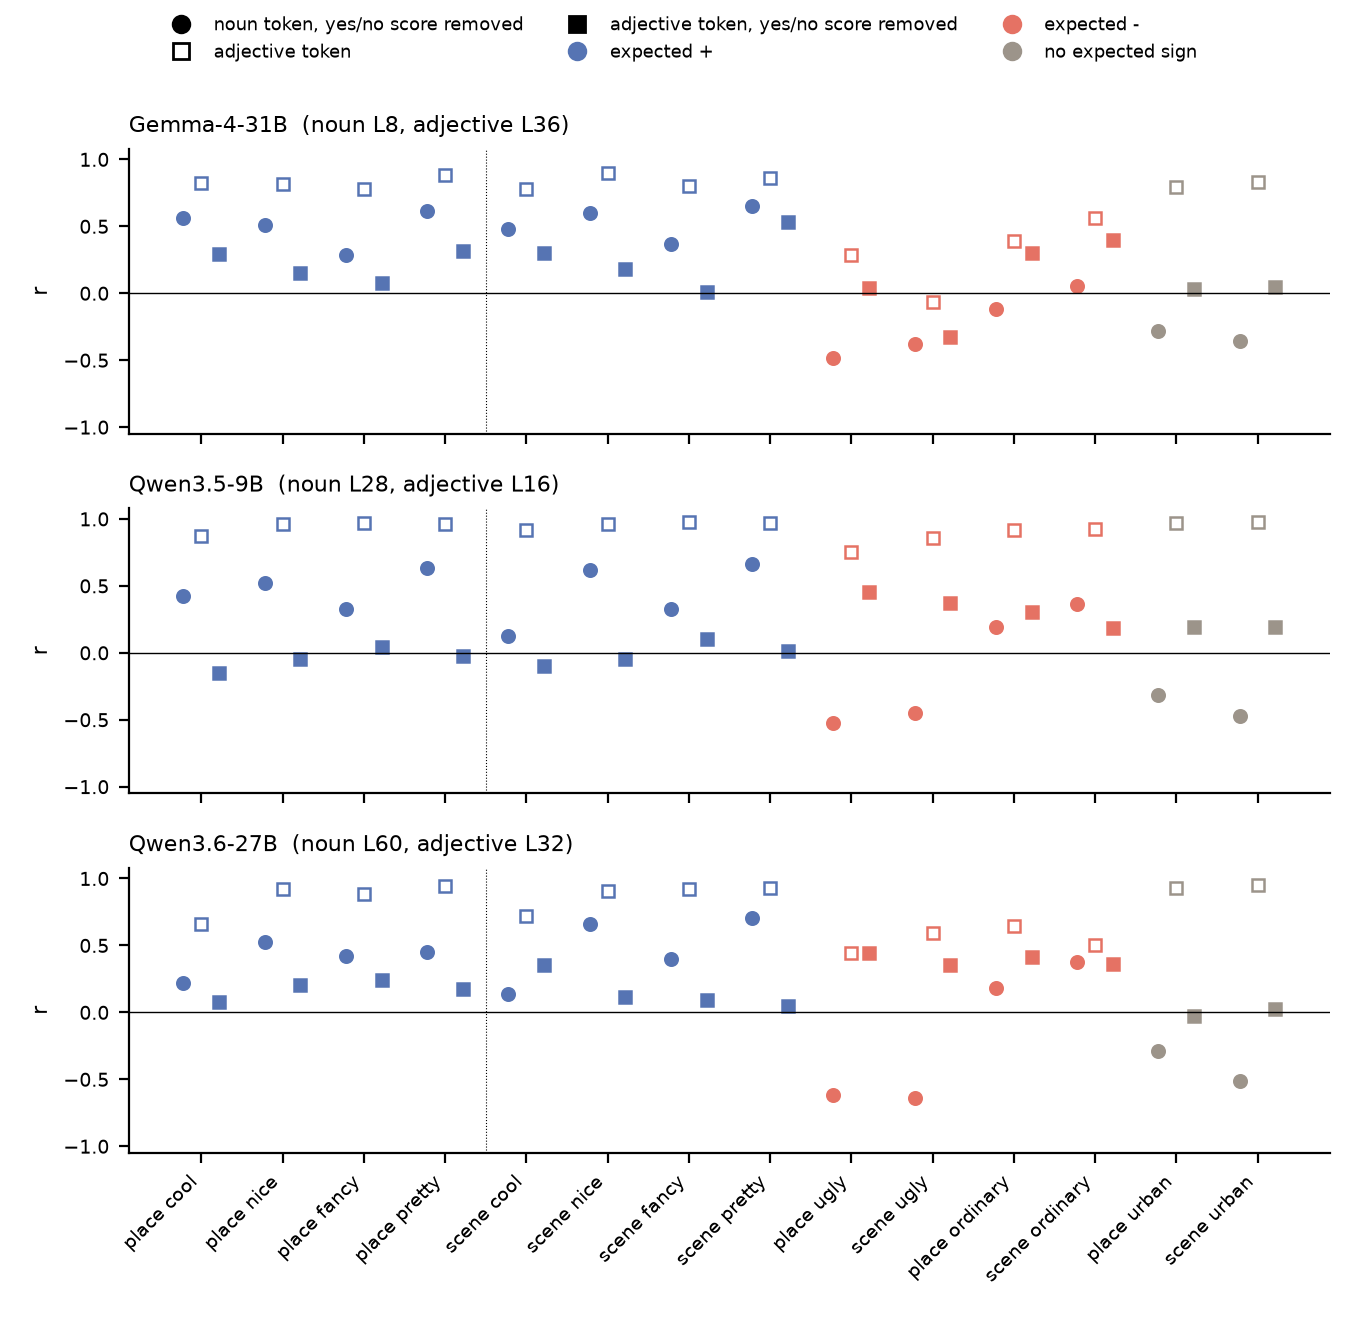 noun token, yes/no score removed
adjective token, yes/no score removed
expected -
adjective token
expected +
no expected sign
Gemma-4-31B (noun L8, adjective L36)
1.0
0.5
0.0
−0.5
−1.0
r
Qwen3.5-9B (noun L28, adjective L16)
1.0
0.5
0.0
−0.5
−1.0
r
Qwen3.6-27B (noun L60, adjective L32)
1.0
0.5
0.0
−0.5
−1.0
r
place cool
place nice
place fancy
place pretty
scene cool
scene nice
scene fancy
scene pretty
place ugly
scene ugly
place ordinary
scene ordinary
place urban
scene urban